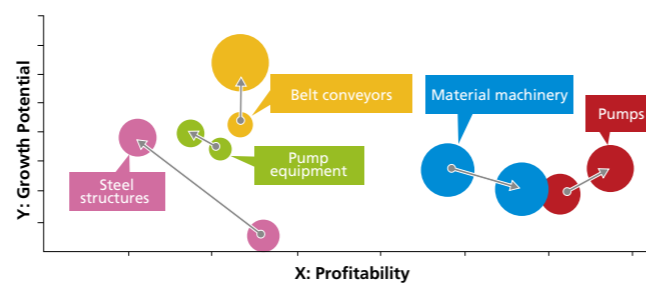 Y: Growth Potential
Belt conveyors
Material machinery
Pumps
Pump
equipment
Steel
structures
X: Profitability